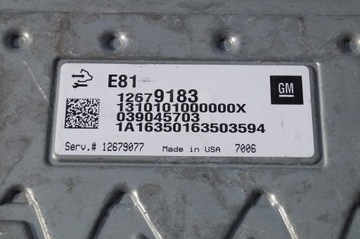 E81
12679183
1310101000000X
039045703
1A16350163503594
GM
Serv.# 12679077 Made in USA 7006